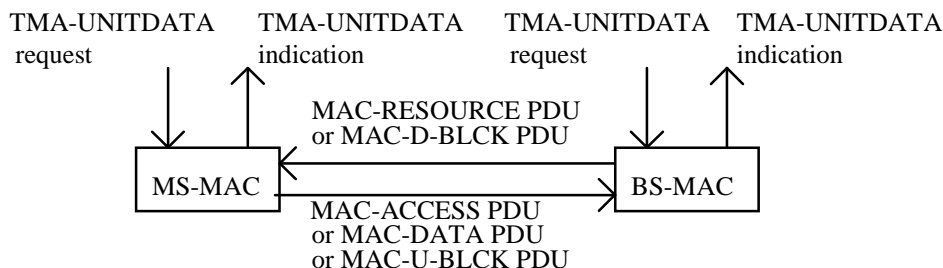 TMA-UNITDATA TMA-UNITDATA TMA-UNITDATA TMA-UNITDATA
request indication request indication
MAC-RESOURCE PDU
or MAC-D-BLCK PDU
MS-MAC BS-MAC
MAC-ACCESS PDU
or MAC-DATA PDU
or MAC-U-BLCK PDU